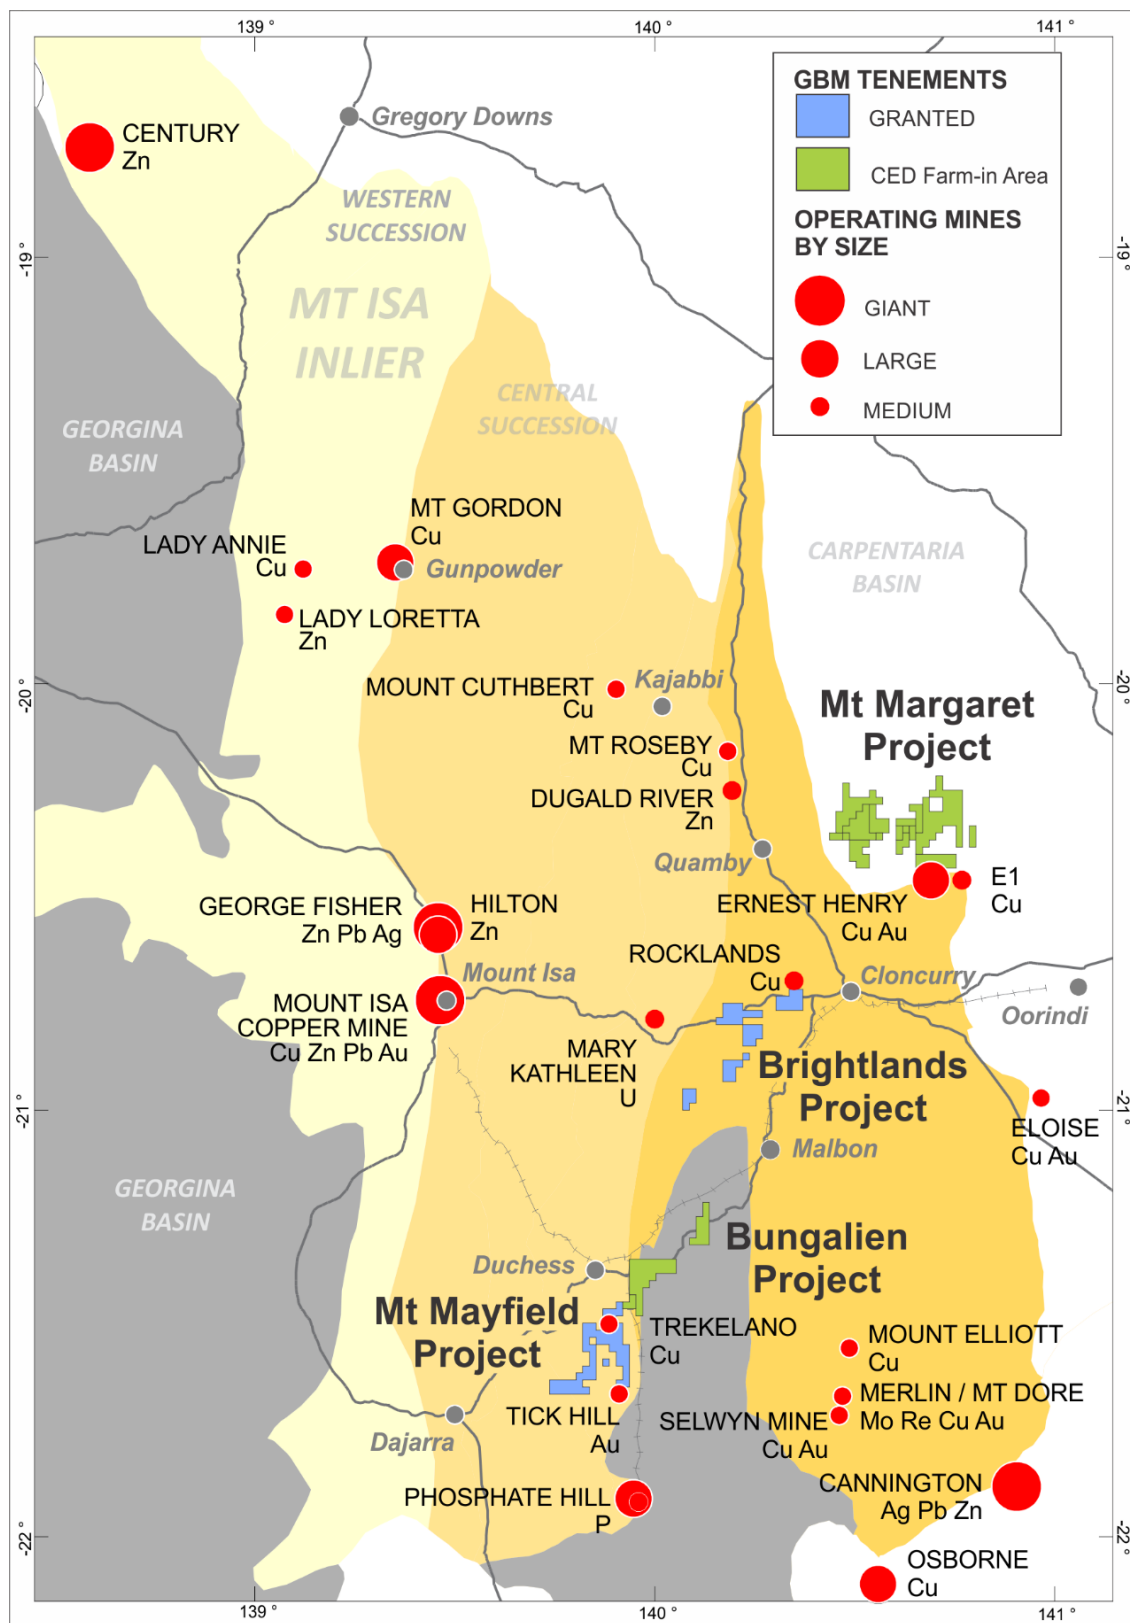 139 °
140 °
141 °
GBM TENEMENTS
GRANTED
CED Farm-in Area
OPERATING MINES
BY SIZE
GIANT
LARGE
MEDIUM
Gregory Downs
CENTURY
Zn
WESTERN
SUCCESSION
-19°
-19°
MT ISA
INLIER
CENTRAL
SUCCESSION
GEORGINA
BASIN
MT GORDON
Cu
LADY ANNIE
Cu
Gunpowder
CARPENTARIA
BASIN
LADY LORETTA
Zn
-20°
-20°
MOUNT CUTHBERT
Cu
Kajabbi
Mt Margaret
Project
MT ROSEBY
Cu
DUGALD RIVER
Zn
Quamby
E1
Cu
ERNEST HENRY
Cu Au
GEORGE FISHER
Zn Pb Ag
HILTON
Zn
ROCKLANDS
Cu
Mount Isa
Cloncurry
Oorindi
MOUNT ISA
COPPER MINE
Cu Zn Pb Au
MARY
KATHLEEN
U
Brightlands
Project
-21°
-21°
ELOISE
Cu Au
Malbon
GEORGINA
BASIN
Bungalien
Project
Duchess
Mt Mayfield
Project
TREKELANO
Cu
MOUNT ELLIOTT
Cu
MERLIN / MT DORE
Mo Re Cu Au
SELWYN MINE
Cu Au
TICK HILL
Au
Dajarra
CANNINGTON
Ag Pb Zn
PHOSPHATE HILL
P
-22°
-22°
OSBORNE
Cu
139 °
140 °
141 °